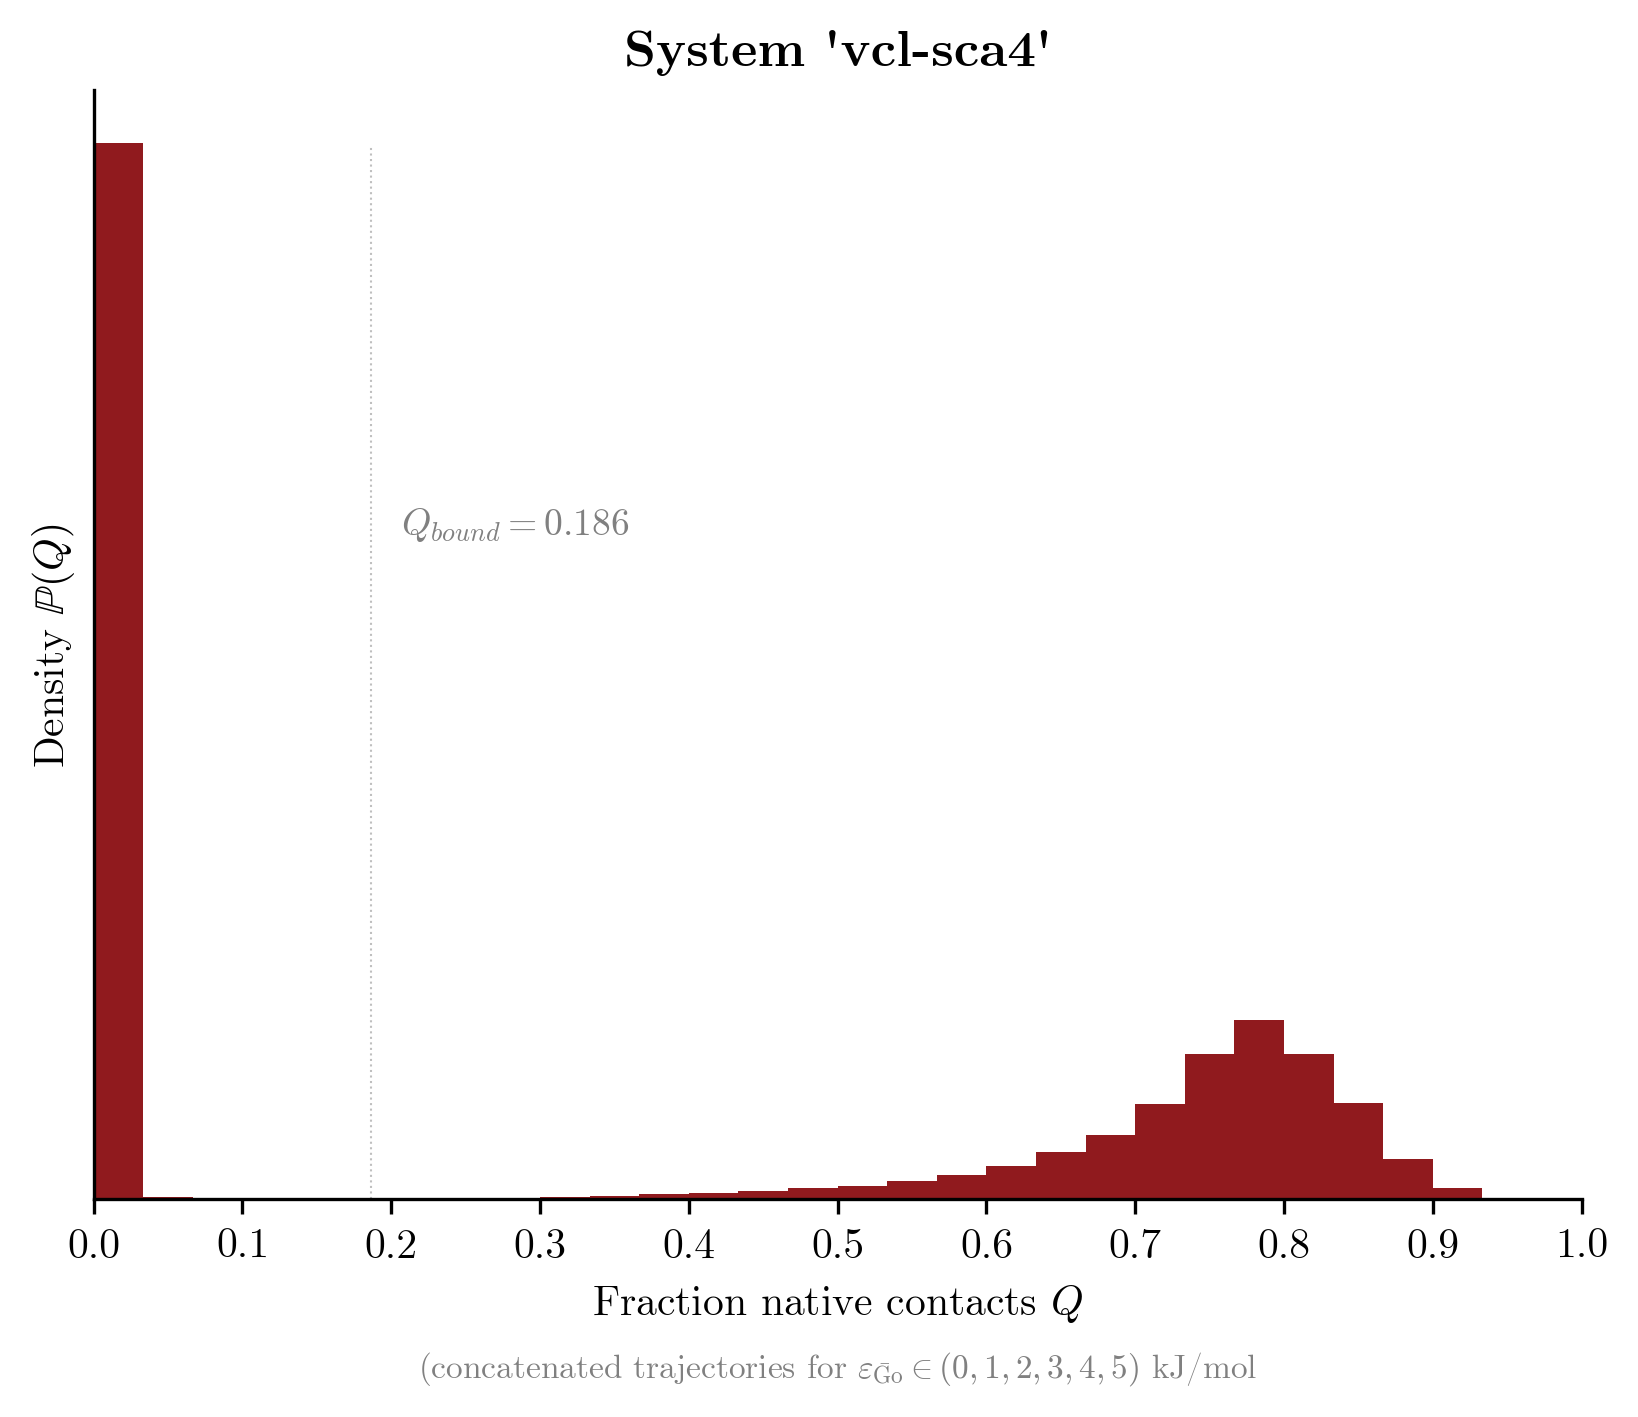 System 'vcl-sca4'
Density ℙ(Q)
Q_bound = 0.186
0.0 0.1 0.2 0.3 0.4 0.5 0.6 0.7 0.8 0.9 1.0
Fraction native contacts Q
(concatenated trajectories for ε_Ḡo ∈ (0, 1, 2, 3, 4, 5) kJ/mol